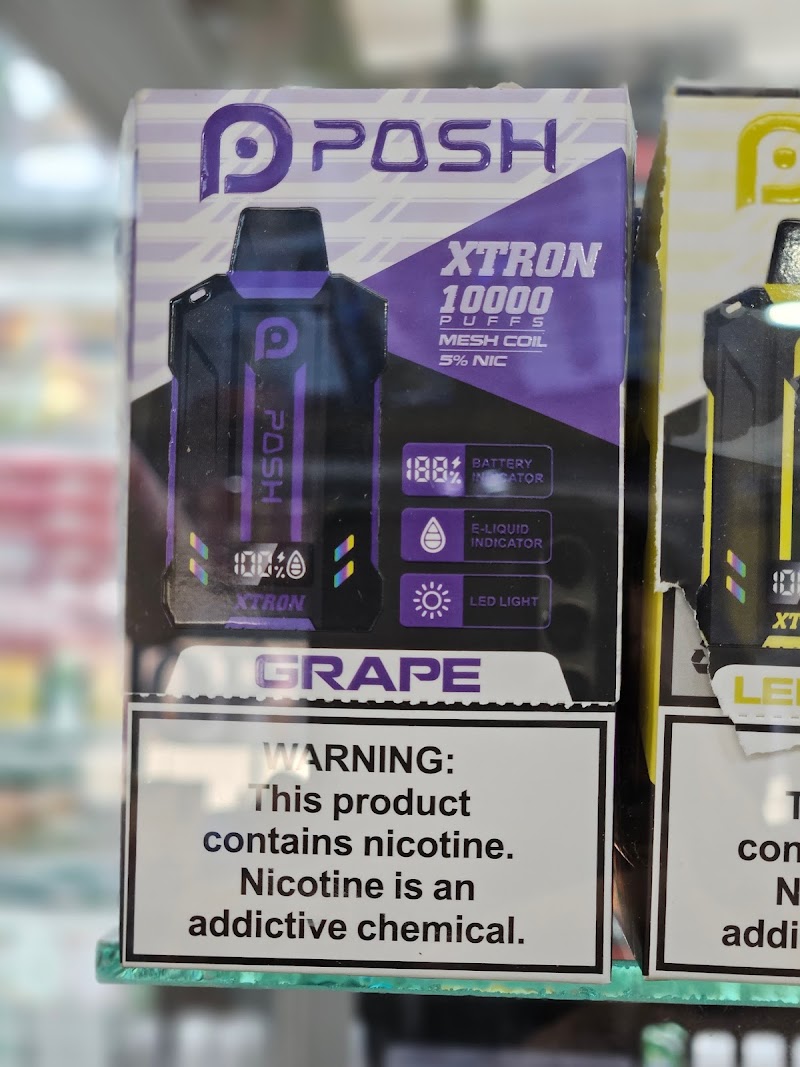 POSH
XTRON
10000
PUFFS
MESH COIL
5% NIC
POSH
188%
BATTERY
INDICATOR
E-LIQUID
INDICATOR
100%
XTRON
LED LIGHT
GRAPE
WARNING:
This product
contains nicotine.
Nicotine is an
addictive chemical.